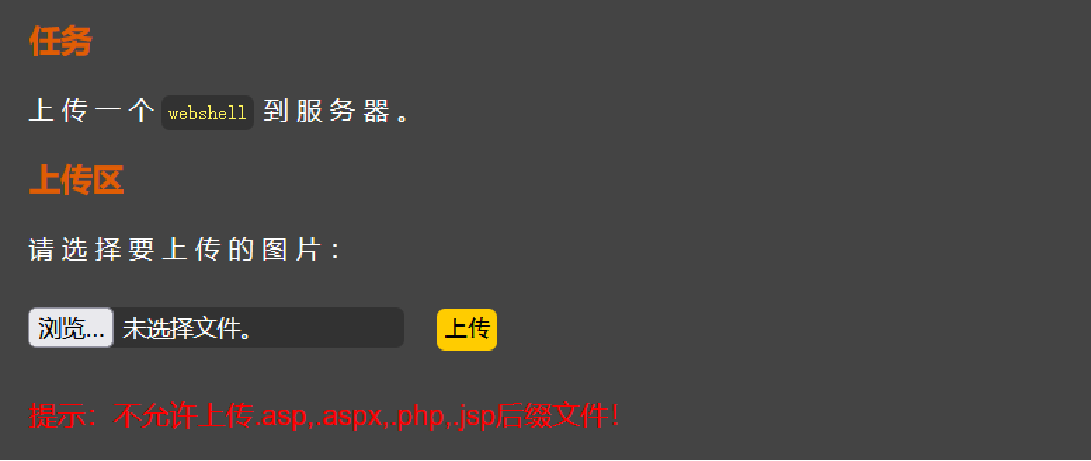 任务
上传一个 webshell 到服务器。
上传区
请选择要上传的图片：
浏览... 未选择文件。 上传
提示：不允许上传.asp,.aspx,.php,.jsp后缀文件！